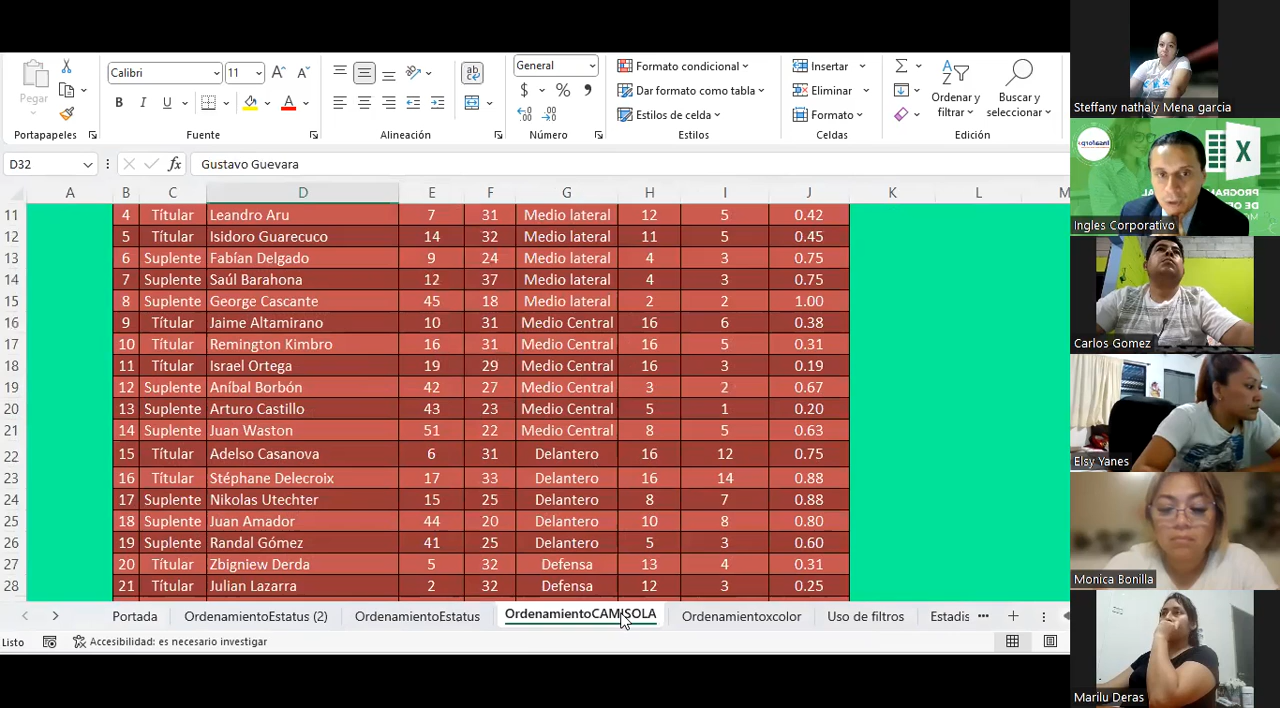 Pegar
Portapapeles
Calibri 11
Fuente
ab
Alineación
General
$ %
Número
Formato condicional
Dar formato como tabla
Estilos de celda
Estilos
Insertar
Eliminar
Formato
Celdas
Ordenar y
filtrar
Buscar y
seleccionar
Edición
D32 fx Gustavo Guevara
A B C D E F G H I J K L M
11 4 Títular Leandro Aru 7 31 Medio lateral 12 5 0.42
12 5 Títular Isidoro Guarecuco 14 32 Medio lateral 11 5 0.45
13 6 Suplente Fabían Delgado 9 24 Medio lateral 4 3 0.75
14 7 Suplente Saúl Barahona 12 37 Medio lateral 4 3 0.75
15 8 Suplente George Cascante 45 18 Medio lateral 2 2 1.00
16 9 Títular Jaime Altamirano 10 31 Medio Central 16 6 0.38
17 10 Títular Remington Kimbro 16 31 Medio Central 16 5 0.31
18 11 Títular Israel Ortega 19 29 Medio Central 16 3 0.19
19 12 Suplente Aníbal Borbón 42 27 Medio Central 3 2 0.67
20 13 Suplente Arturo Castillo 43 23 Medio Central 5 1 0.20
21 14 Suplente Juan Waston 51 22 Medio Central 8 5 0.63
22 15 Títular Adelso Casanova 6 31 Delantero 16 12 0.75
23 16 Títular Stéphane Delecroix 17 33 Delantero 16 14 0.88
24 17 Suplente Nikolas Utechter 15 25 Delantero 8 7 0.88
25 18 Suplente Juan Amador 44 20 Delantero 10 8 0.80
26 19 Suplente Randal Gómez 41 25 Delantero 5 3 0.60
27 20 Títular Zbigniew Derda 5 32 Defensa 13 4 0.31
28 21 Títular Julian Lazarra 2 32 Defensa 12 3 0.25
Portada OrdenamientoEstatus (2) OrdenamientoEstatus OrdenamientoCAMISOLA Ordenamientoxcolor Uso de filtros Estadis
Listo Accesibilidad: es necesario investigar
Steffany nathaly Mena garcia
Ingles Corporativo
Carlos Gomez
Elsy Yanes
Monica Bonilla
Marilu Deras